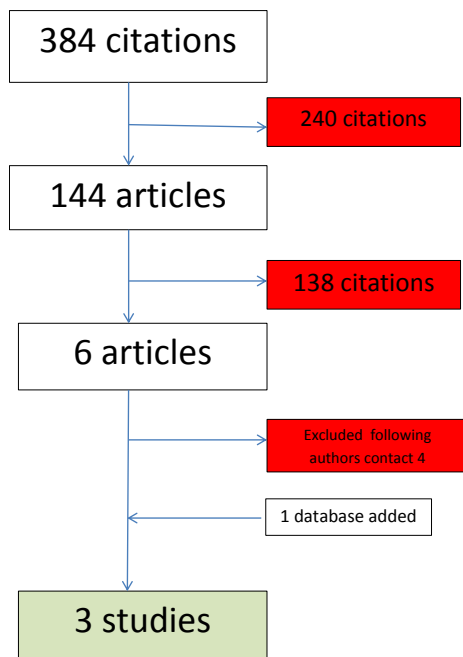 384 citations
240 citations
144 articles
138 citations
6 articles
Excluded following
authors contact 4
1 database added
3 studies